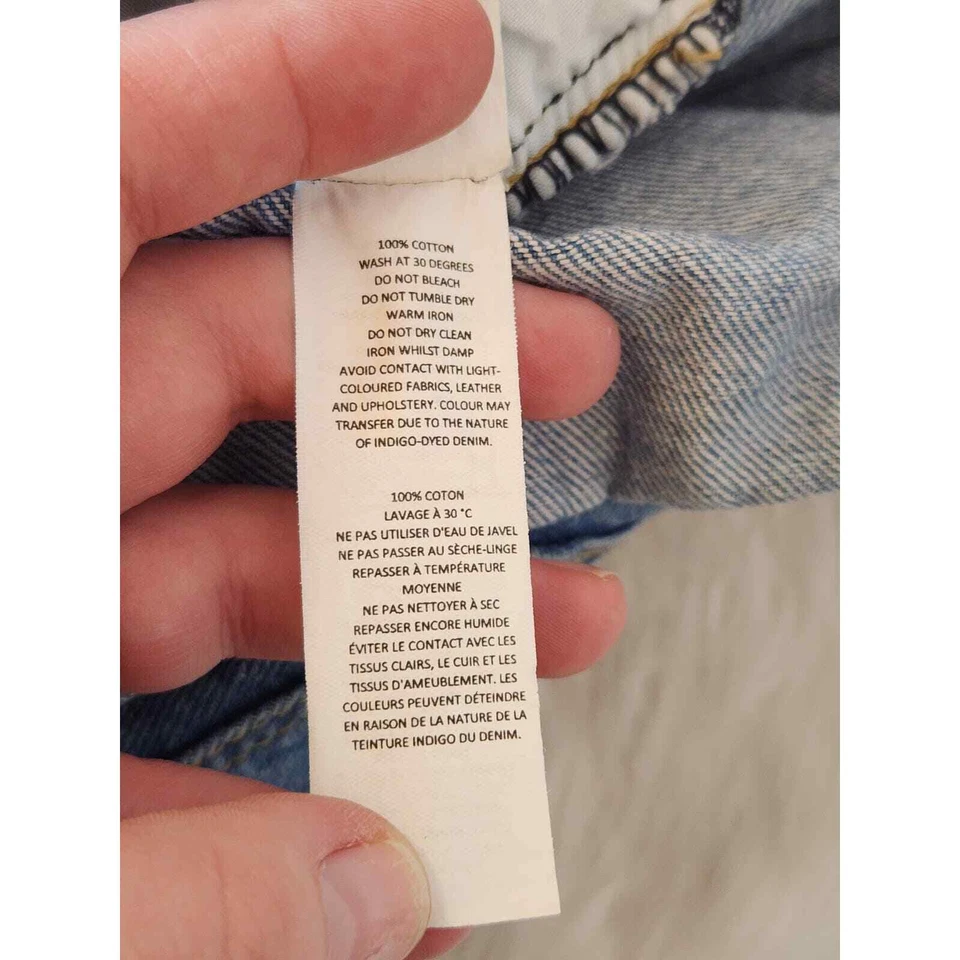 100% COTTON
WASH AT 30 DEGREES
DO NOT BLEACH
DO NOT TUMBLE DRY
WARM IRON
DO NOT DRY CLEAN
IRON WHILST DAMP
AVOID CONTACT WITH LIGHT-
COLOURED FABRICS, LEATHER
AND UPHOLSTERY. COLOUR MAY
TRANSFER DUE TO THE NATURE
OF INDIGO-DYED DENIM.
100% COTON
LAVAGE À 30 °C
NE PAS UTILISER D'EAU DE JAVEL
NE PAS PASSER AU SÈCHE-LINGE
REPASSER À TEMPÉRATURE
MOYENNE
NE PAS NETTOYER À SEC
REPASSER ENCORE HUMIDE
ÉVITER LE CONTACT AVEC LES
TISSUS CLAIRS, LE CUIR ET LES
TISSUS D'AMEUBLEMENT. LES
COULEURS PEUVENT DÉTEINDRE
EN RAISON DE LA NATURE DE LA
TEINTURE INDIGO DU DENIM.